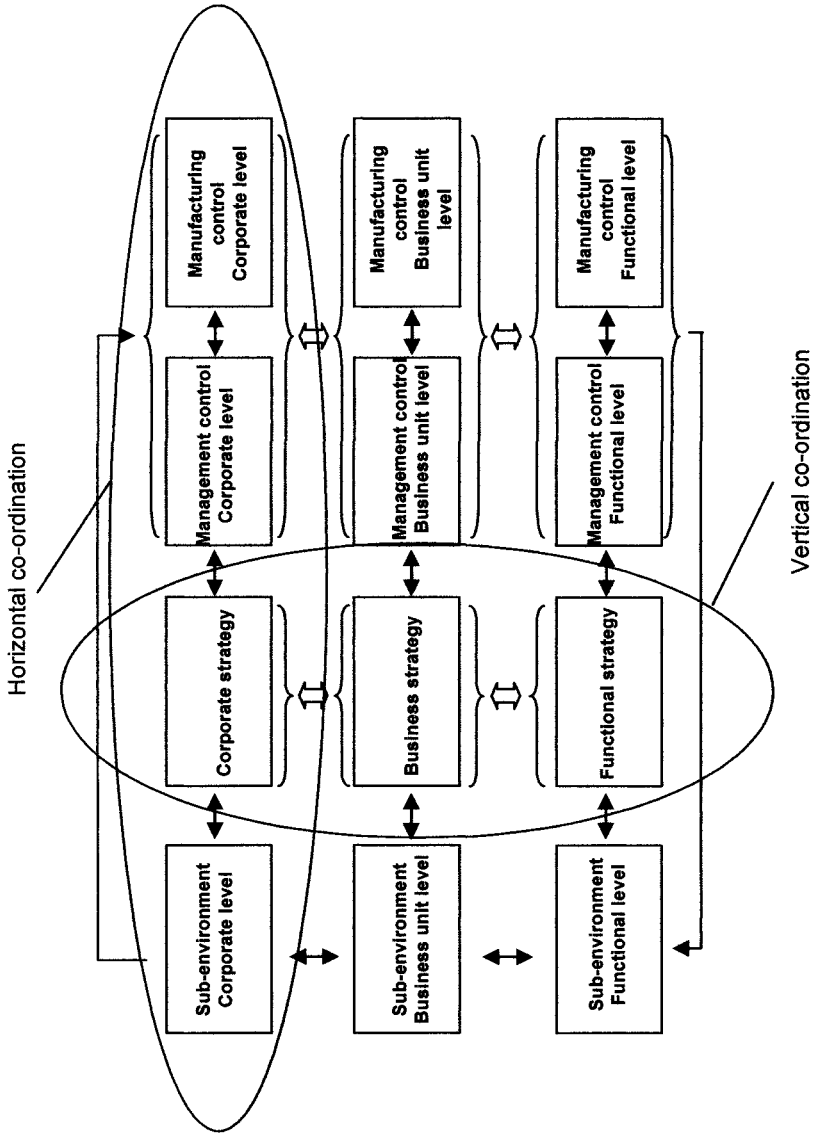 Horizontal co-ordination
Sub-environment
Corporate level
Corporate strategy
Management control
Corporate level
Manufacturing
control
Corporate level
Sub-environment
Business unit level
Business strategy
Management control
Business unit level
Manufacturing
control
Business unit
level
Sub-environment
Functional level
Functional strategy
Management control
Functional level
Manufacturing
control
Functional level
Vertical co-ordination